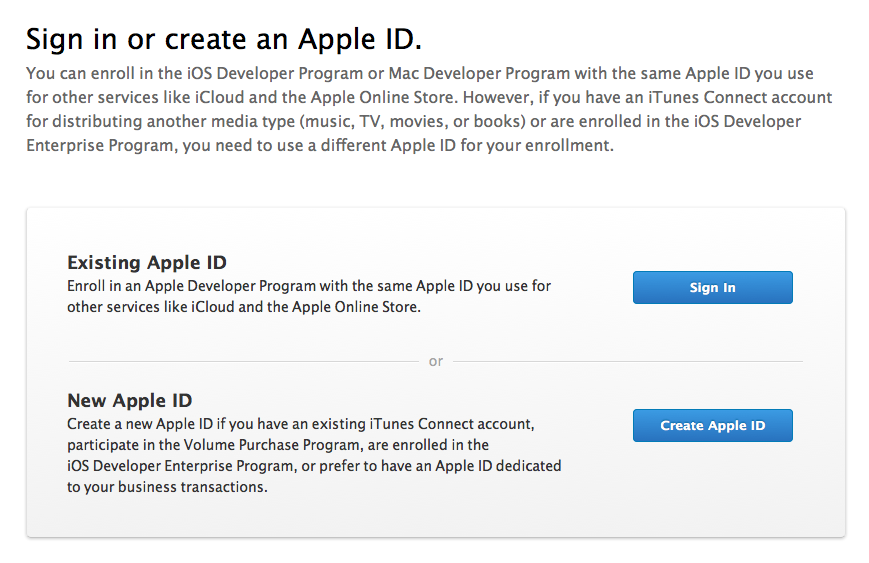 Sign in or create an Apple ID.
You can enroll in the iOS Developer Program or Mac Developer Program with the same Apple ID you use
for other services like iCloud and the Apple Online Store. However, if you have an iTunes Connect account
for distributing another media type (music, TV, movies, or books) or are enrolled in the iOS Developer
Enterprise Program, you need to use a different Apple ID for your enrollment.
Existing Apple ID
Enroll in an Apple Developer Program with the same Apple ID you use for
other services like iCloud and the Apple Online Store.
Sign In
or
New Apple ID
Create a new Apple ID if you have an existing iTunes Connect account,
participate in the Volume Purchase Program, are enrolled in the
iOS Developer Enterprise Program, or prefer to have an Apple ID dedicated
to your business transactions.
Create Apple ID